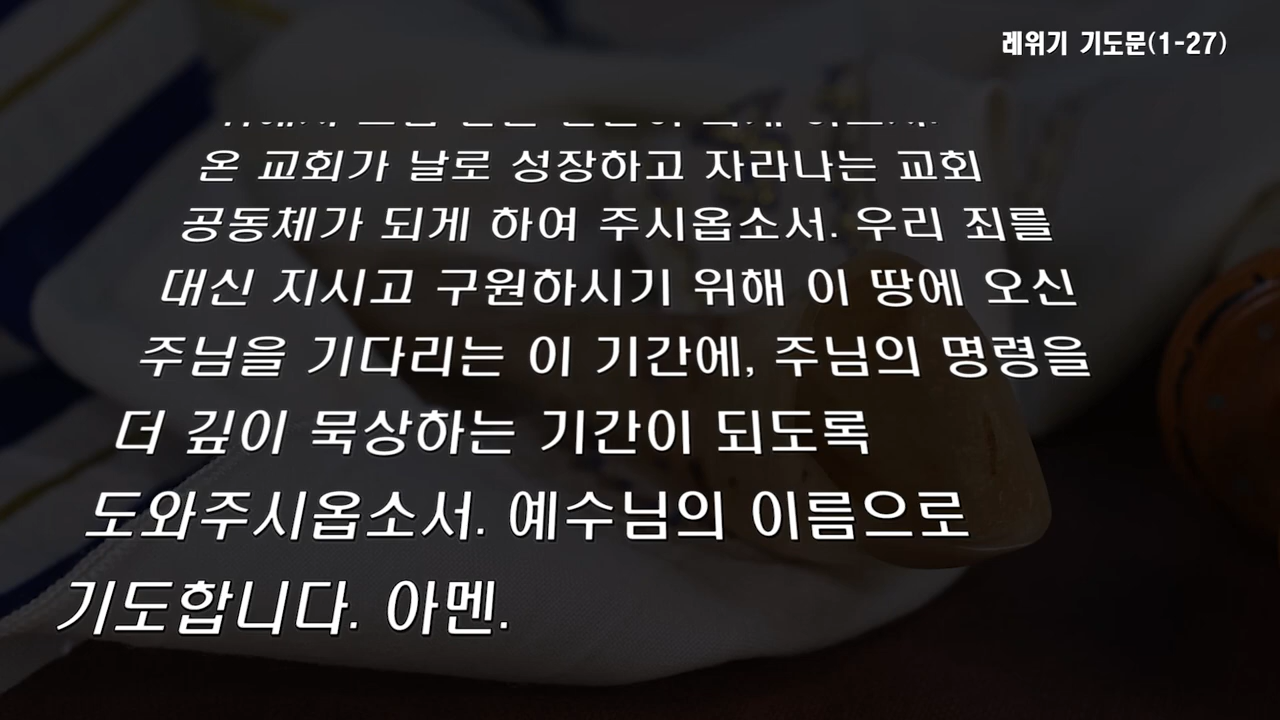 레위기 기도문(1-27)
온 교회가 날로 성장하고 자라나는 교회
공동체가 되게 하여 주시옵소서. 우리 죄를
대신 지시고 구원하시기 위해 이 땅에 오신
주님을 기다리는 이 기간에, 주님의 명령을
더 깊이 묵상하는 기간이 되도록
도와주시옵소서. 예수님의 이름으로
기도합니다. 아멘.